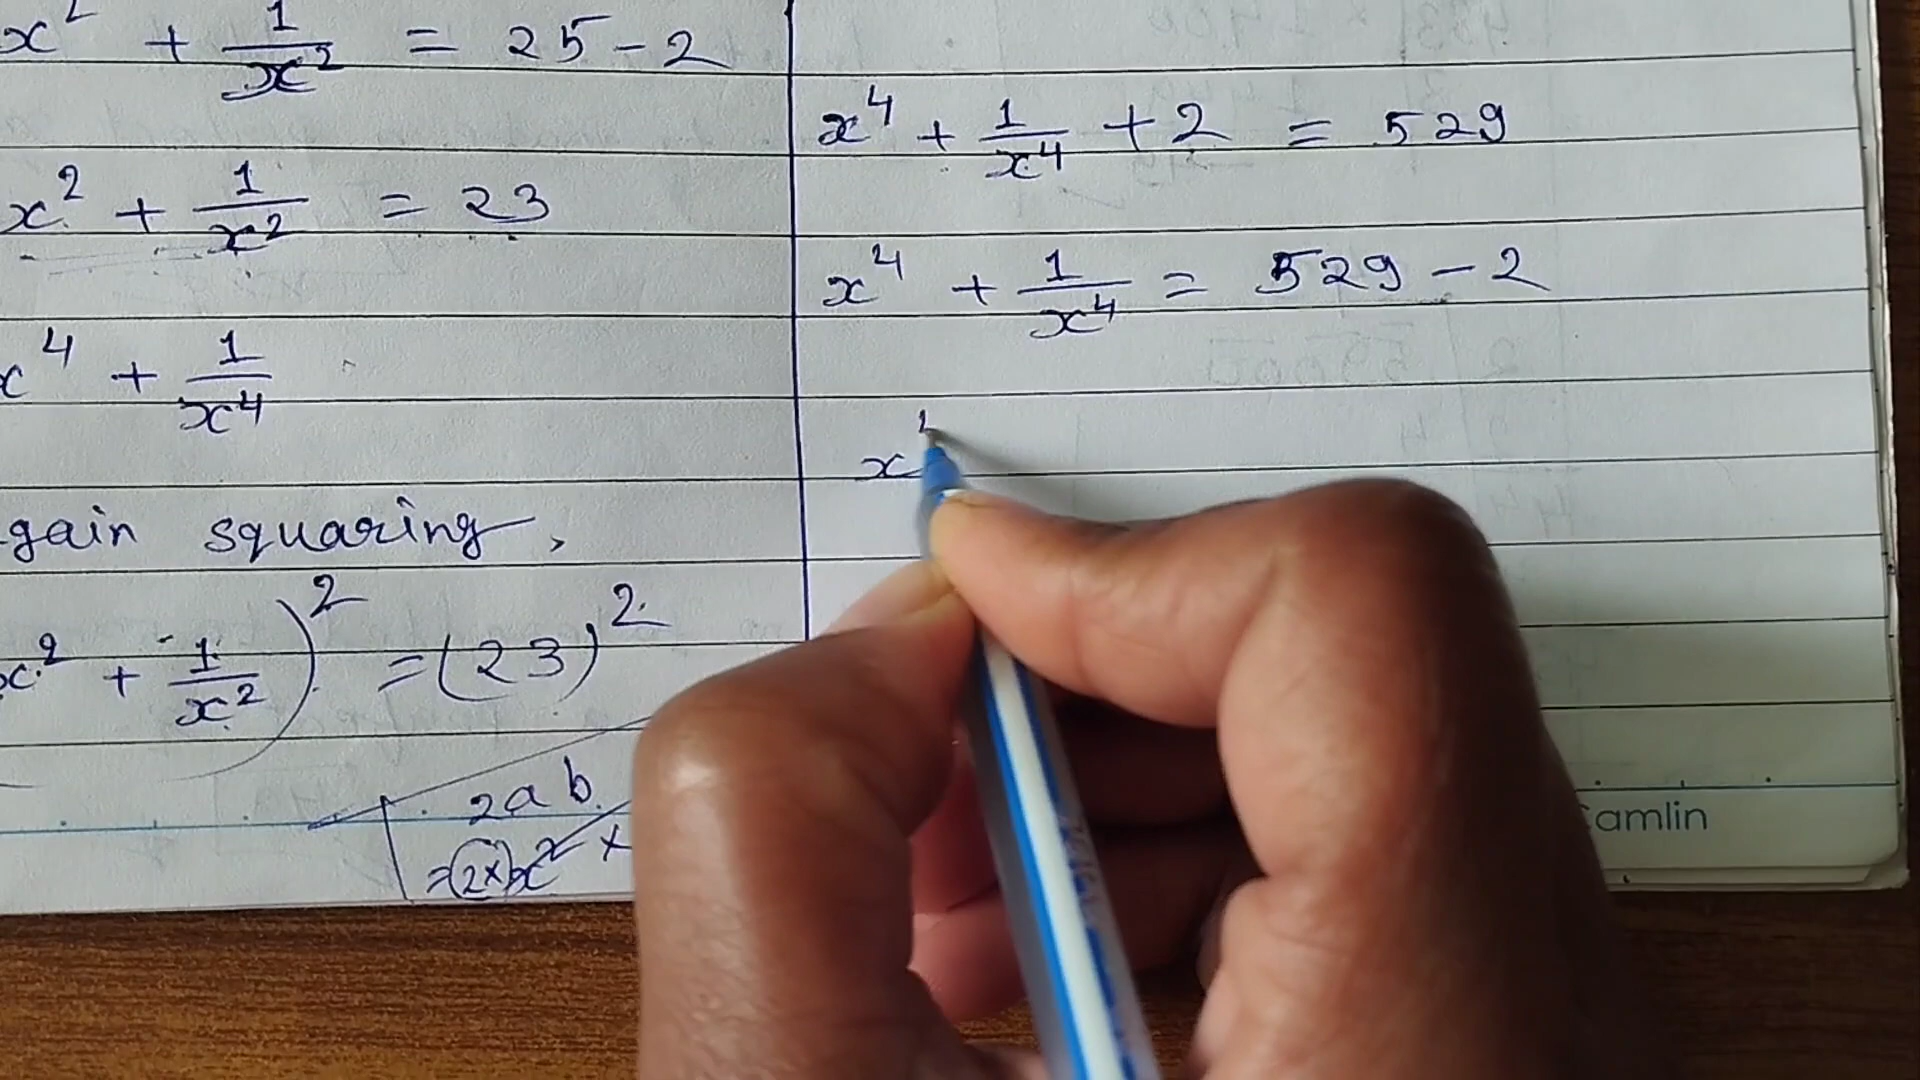 x² + 1/x² = 25 - 2
x² + 1/x² = 23
x⁴ + 1/x⁴
gain squaring,
x² + 1/x²)² = (23)²
2ab
= (2×) x² ×
x⁴ + 1/x⁴ + 2 = 529
x⁴ + 1/x⁴ = 529 - 2
x
Camlin